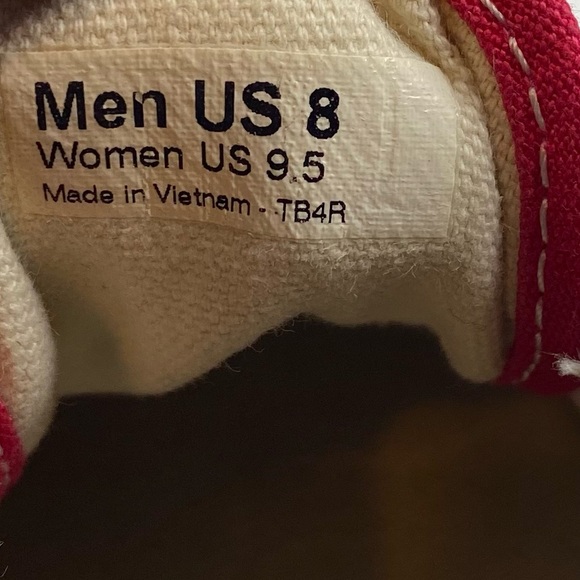 Men US 8
Women US 9.5
Made in Vietnam - TB4R